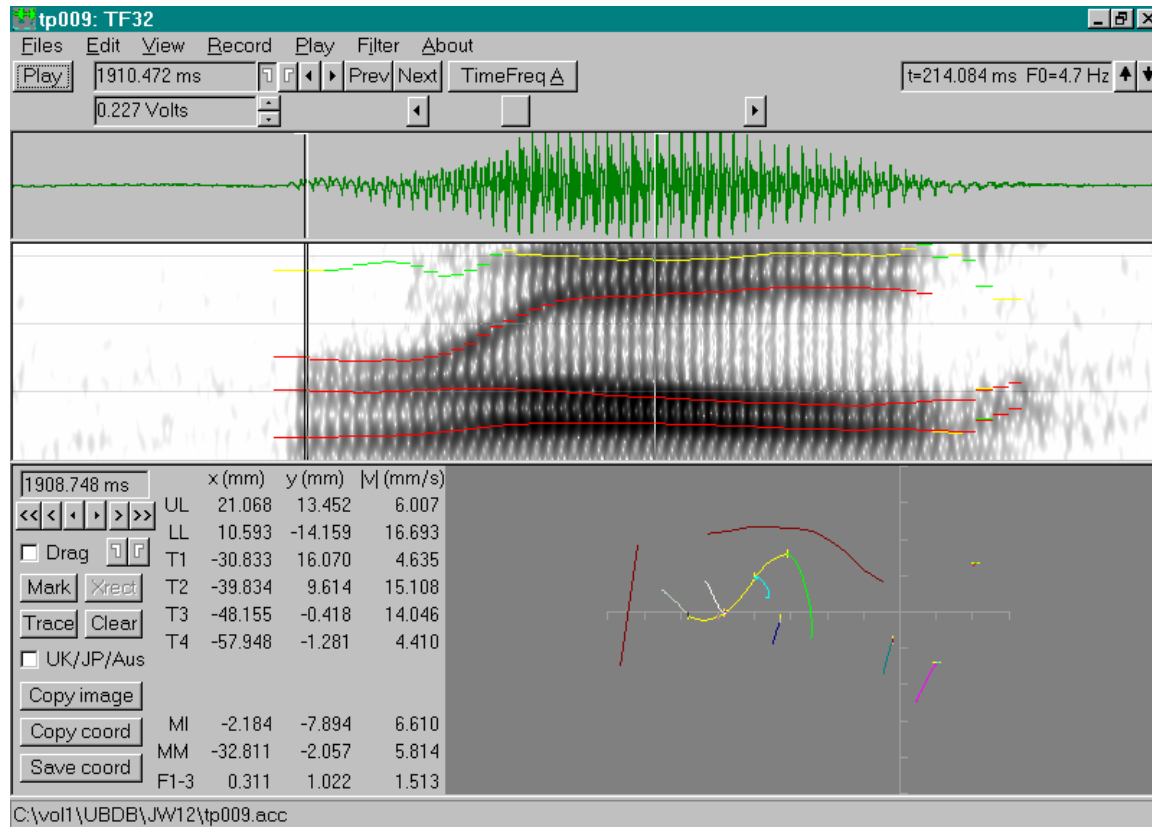 tp009: TF32
Files Edit View Record Play Filter About
Play 1910.472 ms Prev Next TimeFreq A t=214.084 ms F0=4.7 Hz
0.227 Volts
1908.748 ms x (mm) y (mm) |v| (mm/s)
<< < > >> UL 21.068 13.452 6.007
LL 10.593 -14.159 16.693
Drag T1 -30.833 16.070 4.635
Mark Xrect T2 -39.834 9.614 15.108
Trace Clear T3 -48.155 -0.418 14.046
T4 -57.948 -1.281 4.410
UK/JP/Aus
Copy image
Copy coord MI -2.184 -7.894 6.610
MM -32.811 -2.057 5.814
Save coord F1-3 0.311 1.022 1.513
C:\vol1\UBDB\JW12\tp009.acc